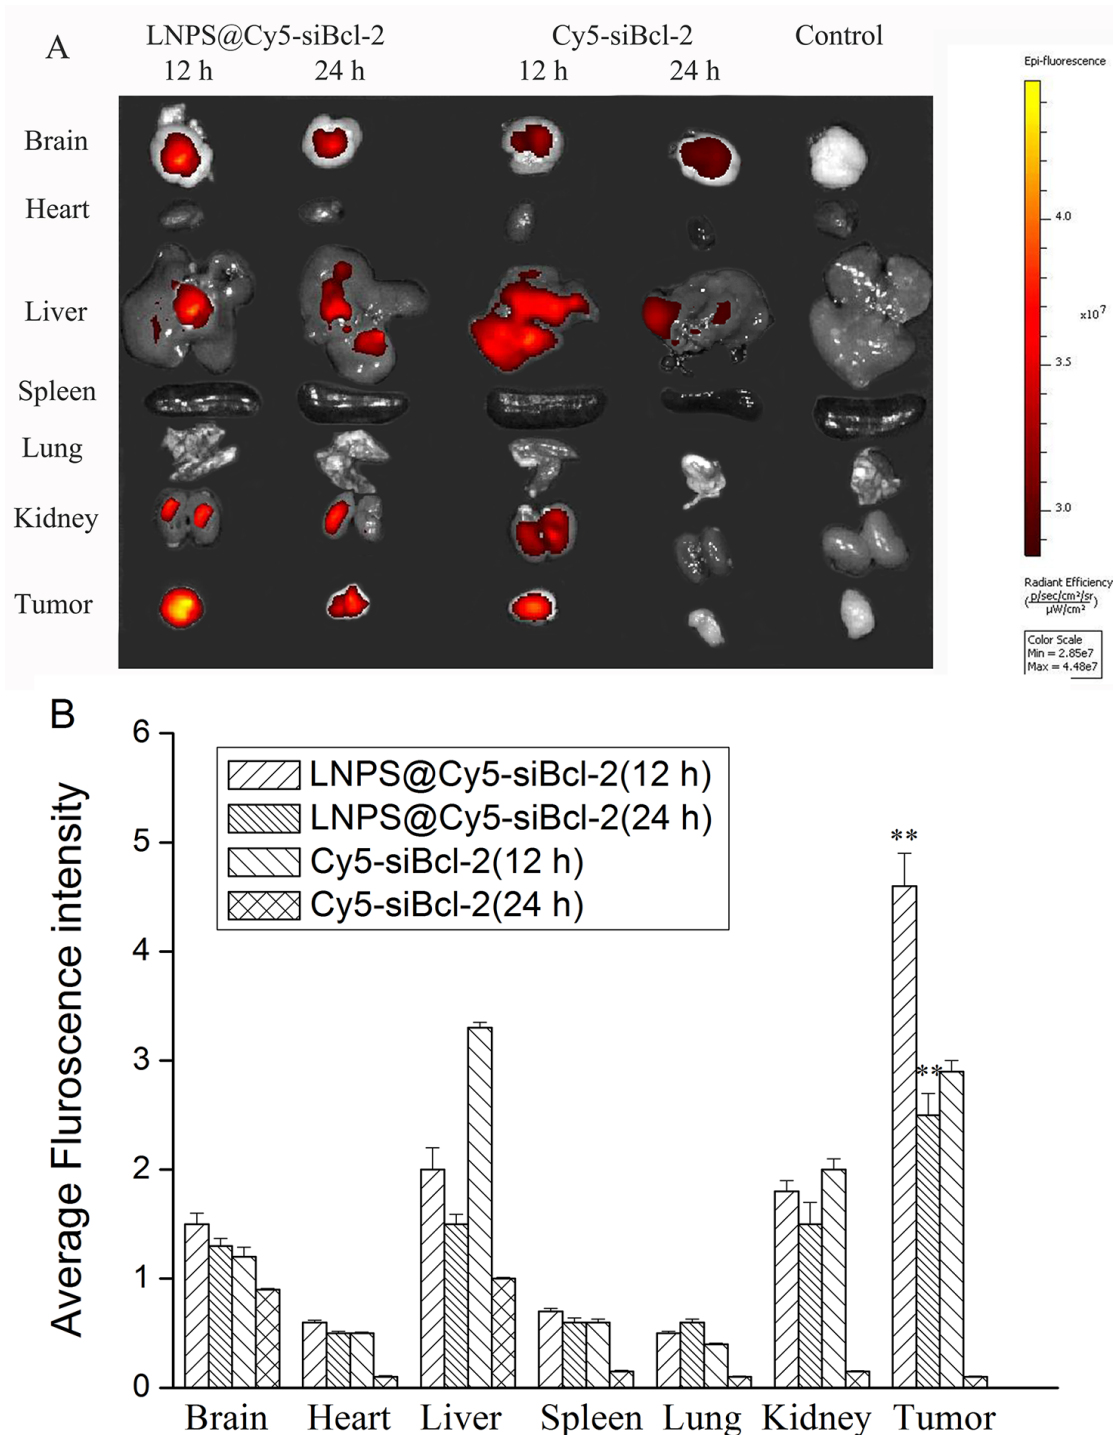 A
LNPS@Cy5-siBcl-2
Cy5-siBcl-2
Control
12 h
24 h
12 h
24 h
Epi-fluorescence
Brain
Heart
Liver
Spleen
Lung
Kidney
Tumor
4.0
x10⁷
3.5
3.0
Radiant Efficiency
(p/sec/cm²/sr
µW/cm²)
Color Scale
Min = 2.85e7
Max = 4.48e7
B
Average Fluroscence intensity
6
5
4
3
2
1
0
LNPS@Cy5-siBcl-2(12 h)
LNPS@Cy5-siBcl-2(24 h)
Cy5-siBcl-2(12 h)
Cy5-siBcl-2(24 h)
**
**
Brain Heart Liver Spleen Lung Kidney Tumor